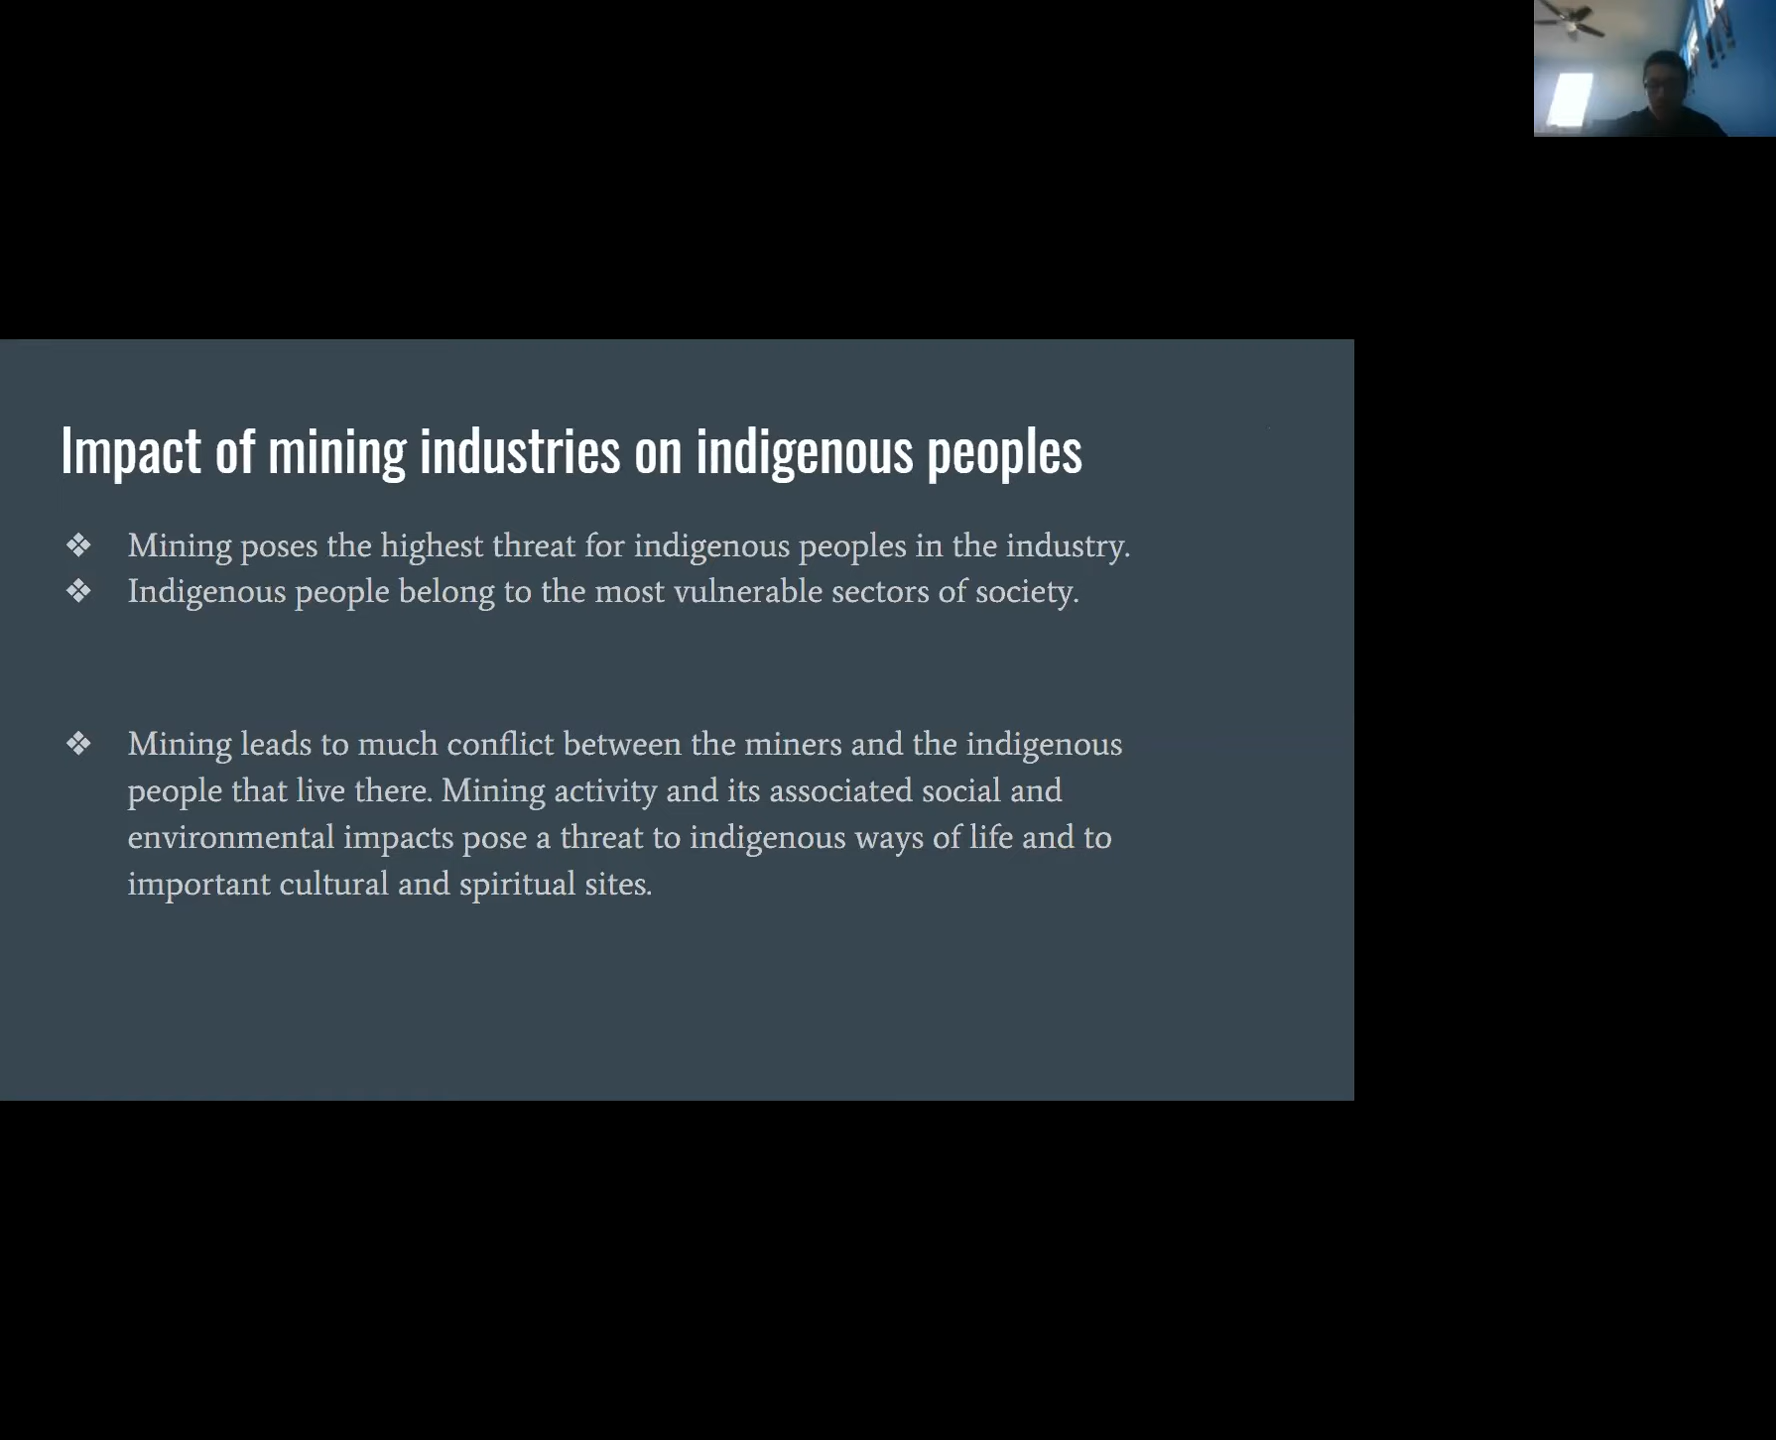 Impact of mining industries on indigenous peoples
❖ Mining poses the highest threat for indigenous peoples in the industry.
❖ Indigenous people belong to the most vulnerable sectors of society.
❖ Mining leads to much conflict between the miners and the indigenous
people that live there. Mining activity and its associated social and
environmental impacts pose a threat to indigenous ways of life and to
important cultural and spiritual sites.